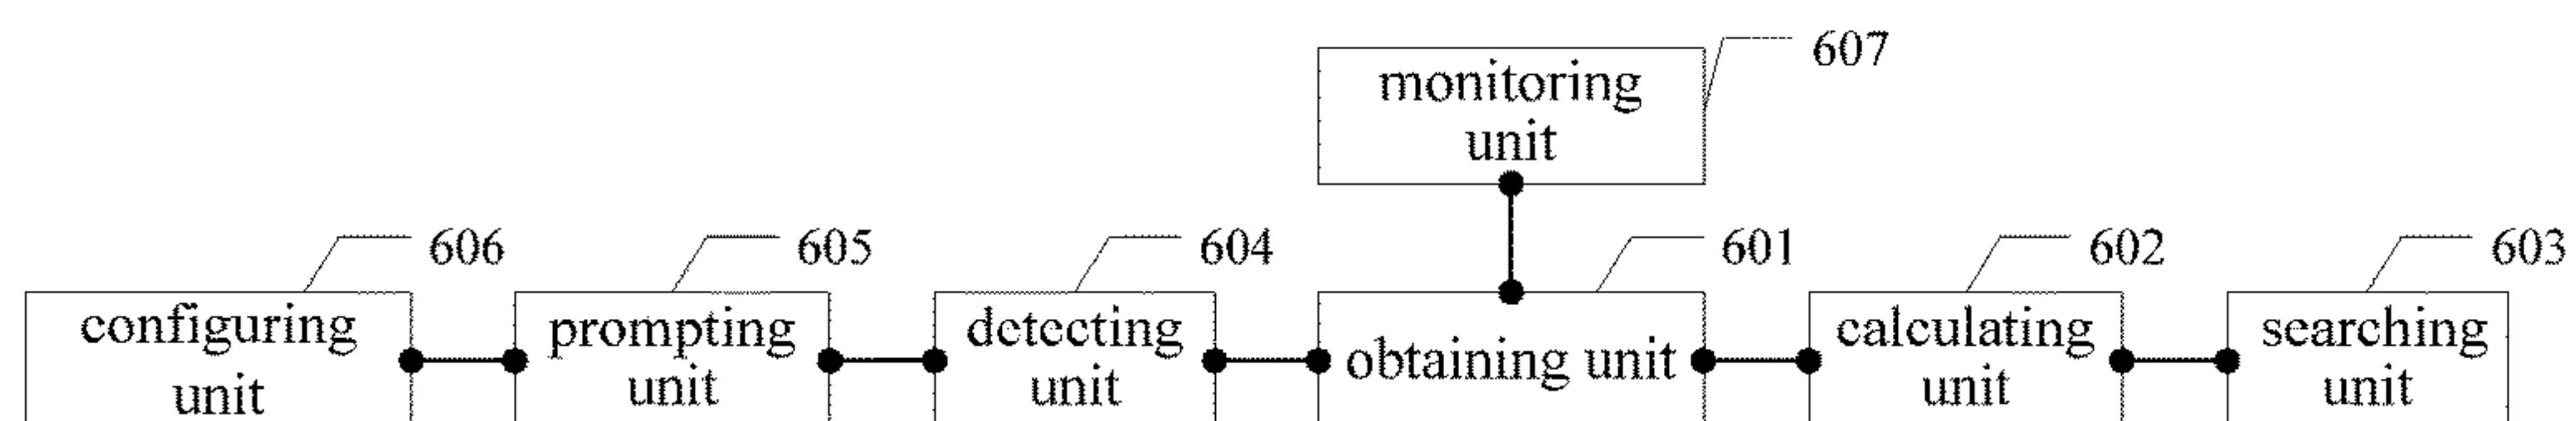 607
monitoring
unit
606
605
604
601
602
603
configuring
unit
prompting
unit
detecting
unit
obtaining unit
calculating
unit
searching
unit